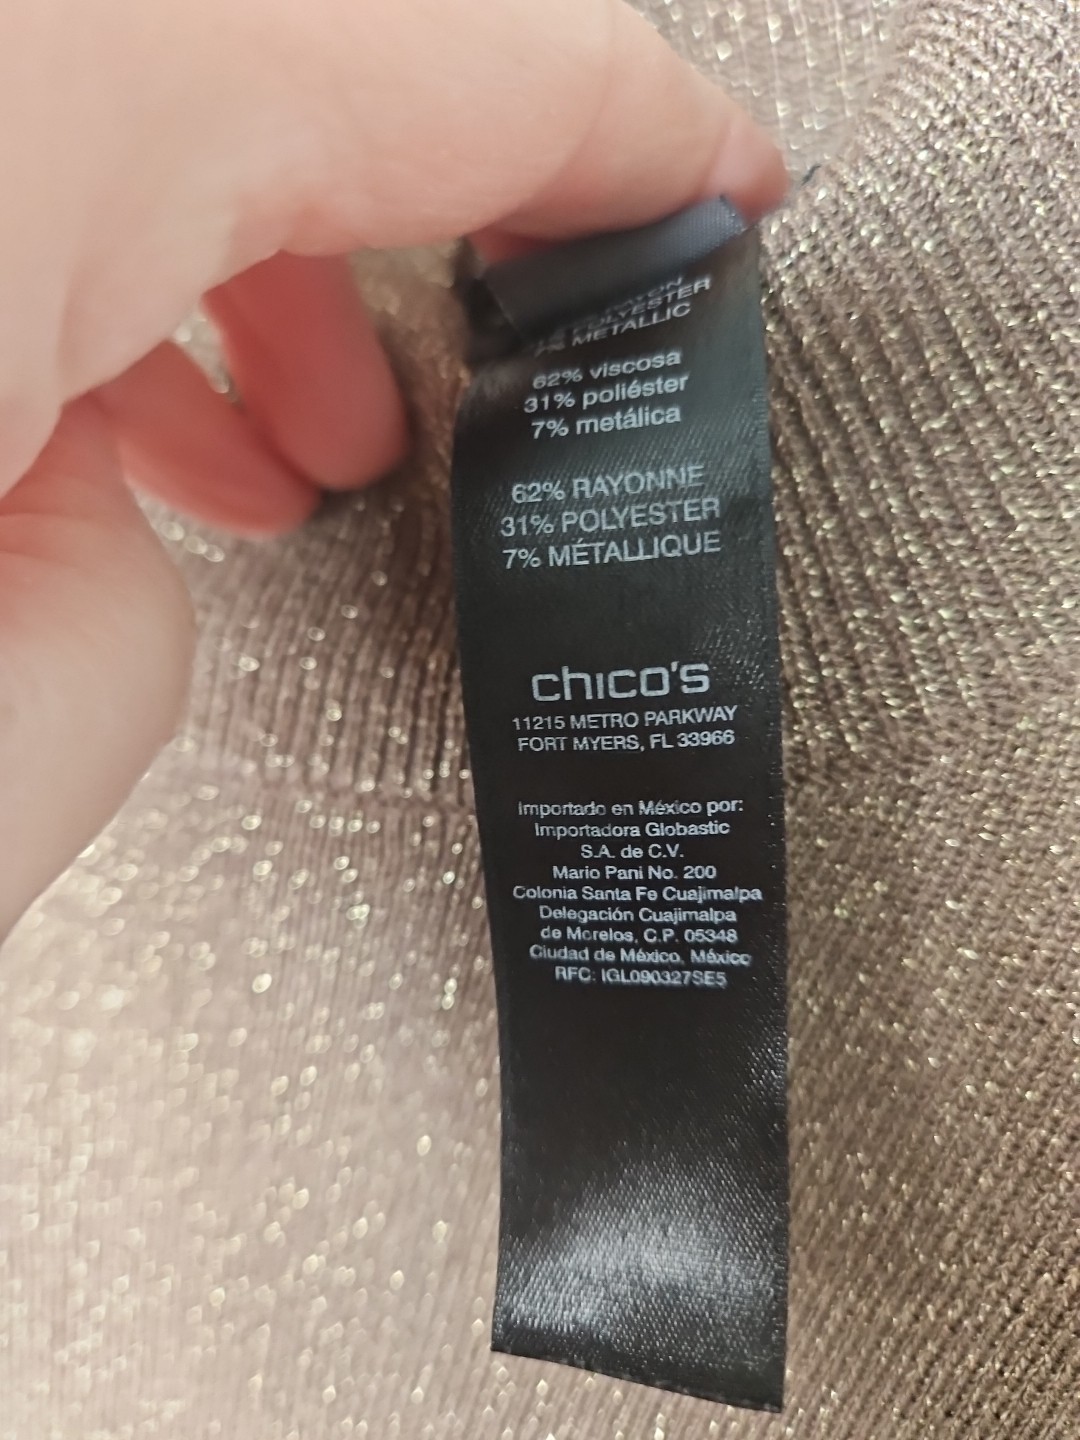 RAYON
POLYESTER
7% METALLIC
62% viscosa
31% poliéster
7% metálica
62% RAYONNE
31% POLYESTER
7% MÉTALLIQUE
chico's
11215 METRO PARKWAY
FORT MYERS, FL 33966
Importado en México por:
Importadora Globastic
S.A. de C.V.
Mario Pani No. 200
Colonia Santa Fe Cuajimalpa
Delegación Cuajimalpa
de Morelos, C.P. 05348
Ciudad de México, México
RFC: IGL090327SE5